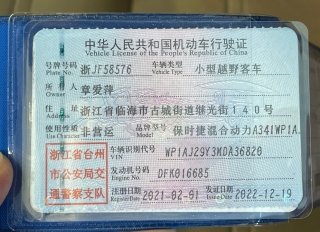 中华人民共和国机动车行驶证
Vehicle License of the People's Republic of China
号牌号码 浙JF58576 车辆类型 小型越野客车
Plate No. Vehicle Type
所有人 章爱萍
Owner
住址 浙江省临海市古城街道继光街140号
Address
使用性质 非营运 品牌型号 保时捷混合动力A341WP1A.
Use Character Model
浙江省台州
市公安局交
通警察支队
车辆识别代号 WP1AJ29Y3MDA36820
VIN
发动机号码 DFK016685
Engine No.
注册日期 2021-02-01 发证日期 2022-12-19
Register Date Issue Date